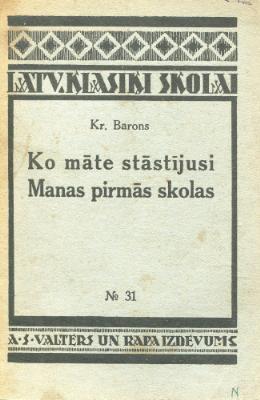 LATV. KLASIĶI SKOLAI
Kr. Barons
Ko māte stāstījusi
Manas pirmās skolas
№ 31
A·S·VALTERS UN RAPA IZDEVUMS
N